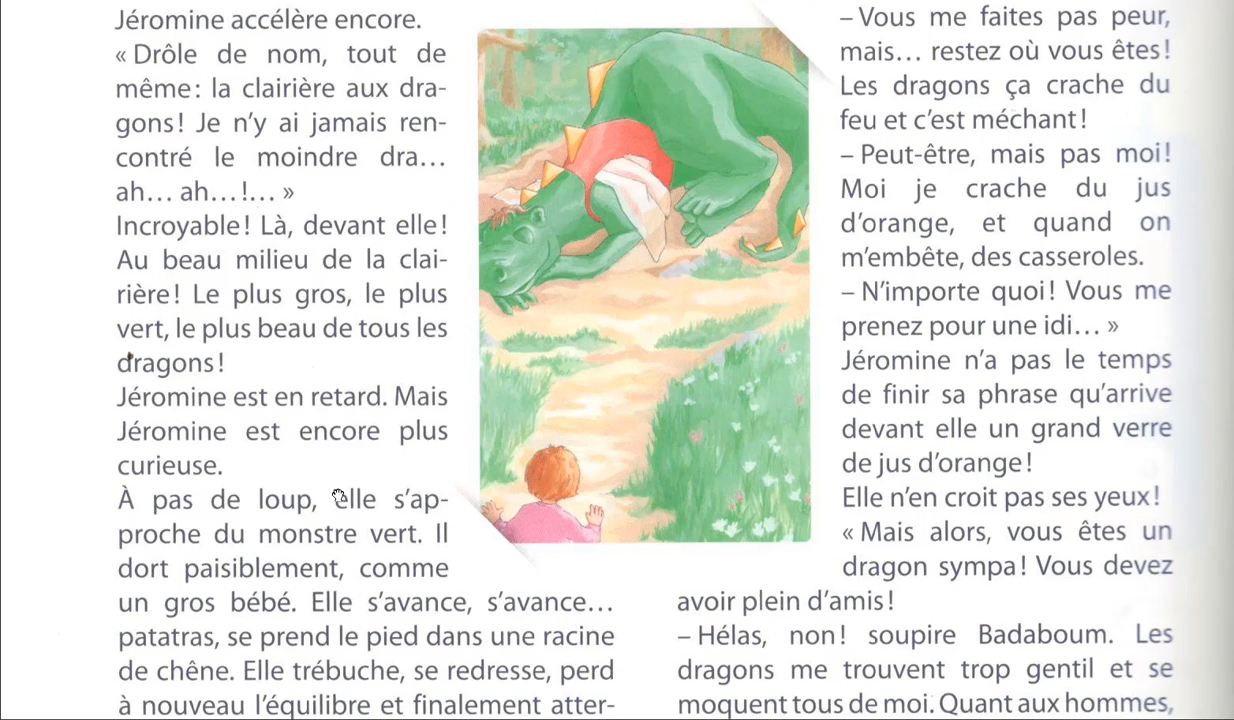 Jéromine accélère encore.
« Drôle de nom, tout de
même : la clairière aux dra-
gons ! Je n'y ai jamais ren-
contré le moindre dra…
ah… ah…!… »
Incroyable ! Là, devant elle !
Au beau milieu de la clai-
rière ! Le plus gros, le plus
vert, le plus beau de tous les
dragons !
Jéromine est en retard. Mais
Jéromine est encore plus
curieuse.
À pas de loup, elle s'ap-
proche du monstre vert. Il
dort paisiblement, comme
un gros bébé. Elle s'avance, s'avance…
patatras, se prend le pied dans une racine
de chêne. Elle trébuche, se redresse, perd
à nouveau l'équilibre et finalement atter-
– Vous me faites pas peur,
mais… restez où vous êtes !
Les dragons ça crache du
feu et c'est méchant !
– Peut-être, mais pas moi !
Moi je crache du jus
d'orange, et quand on
m'embête, des casseroles.
– N'importe quoi ! Vous me
prenez pour une idi… »
Jéromine n'a pas le temps
de finir sa phrase qu'arrive
devant elle un grand verre
de jus d'orange !
Elle n'en croit pas ses yeux !
« Mais alors, vous êtes un
dragon sympa ! Vous devez
avoir plein d'amis !
– Hélas, non ! soupire Badaboum. Les
dragons me trouvent trop gentil et se
moquent tous de moi. Quant aux hommes,